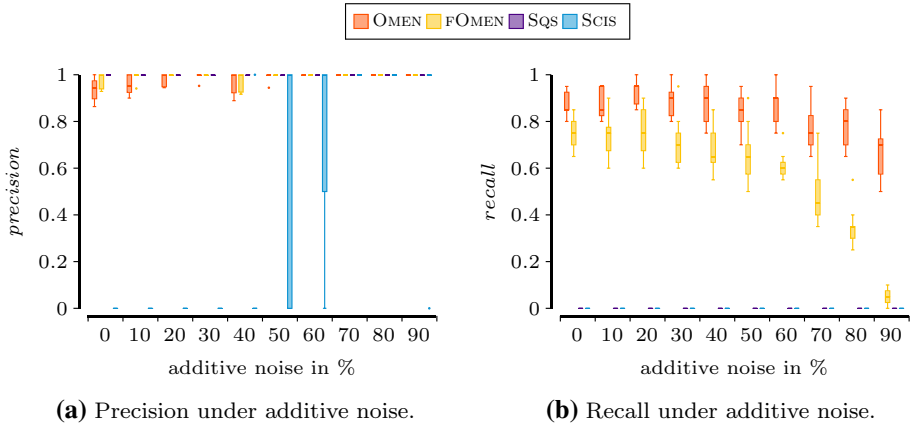 OMEN fOMEN SQS SCIS
1
0.8
0.6
0.4
0.2
0
precision
0 10 20 30 40 50 60 70 80 90
additive noise in %
(a) Precision under additive noise.
1
0.8
0.6
0.4
0.2
0
recall
0 10 20 30 40 50 60 70 80 90
additive noise in %
(b) Recall under additive noise.